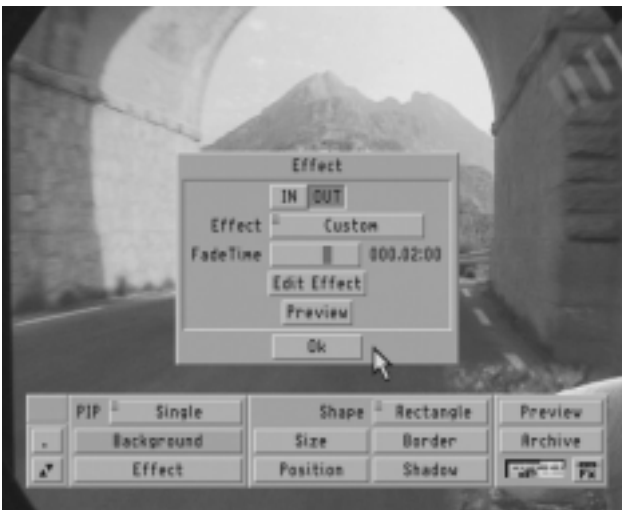 Effect
IN OUT
Effect Custom
FadeTime 000.02:00
Edit Effect
Preview
Ok
PIP Single Shape Rectangle Preview
Background Size Border Archive
Effect Position Shadow FX